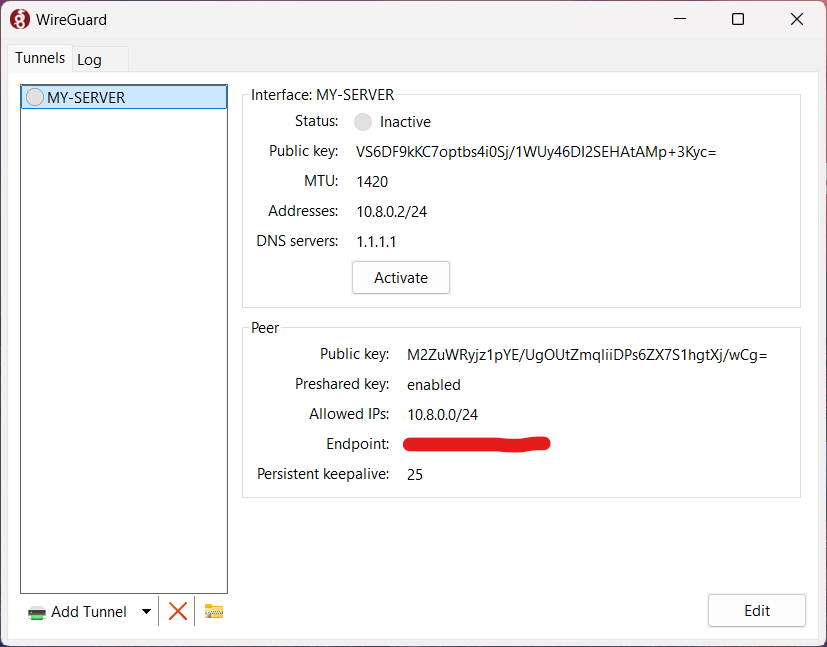 WireGuard
Tunnels Log
MY-SERVER
Interface: MY-SERVER
Status: Inactive
Public key: VS6DF9kKC7optbs4i0Sj/1WUy46DI2SEHAtAMp+3Kyc=
MTU: 1420
Addresses: 10.8.0.2/24
DNS servers: 1.1.1.1
Activate
Peer
Public key: M2ZuWRyjz1pYE/UgOUtZmqIiiDPs6ZX7S1hgtXj/wCg=
Preshared key: enabled
Allowed IPs: 10.8.0.0/24
Endpoint:
Persistent keepalive: 25
Add Tunnel
Edit